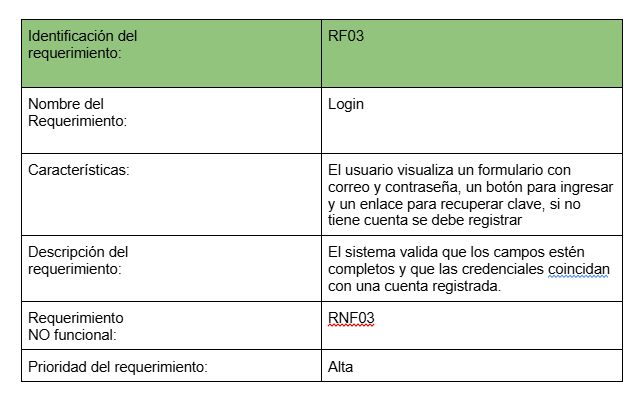 Identificación del
requerimiento:
RF03
Nombre del
Requerimiento:
Login
Características:
El usuario visualiza un formulario con
correo y contraseña, un botón para ingresar
y un enlace para recuperar clave, si no
tiene cuenta se debe registrar
Descripción del
requerimiento:
El sistema valida que los campos estén
completos y que las credenciales coincidan
con una cuenta registrada.
Requerimiento
NO funcional:
RNF03
Prioridad del requerimiento:
Alta